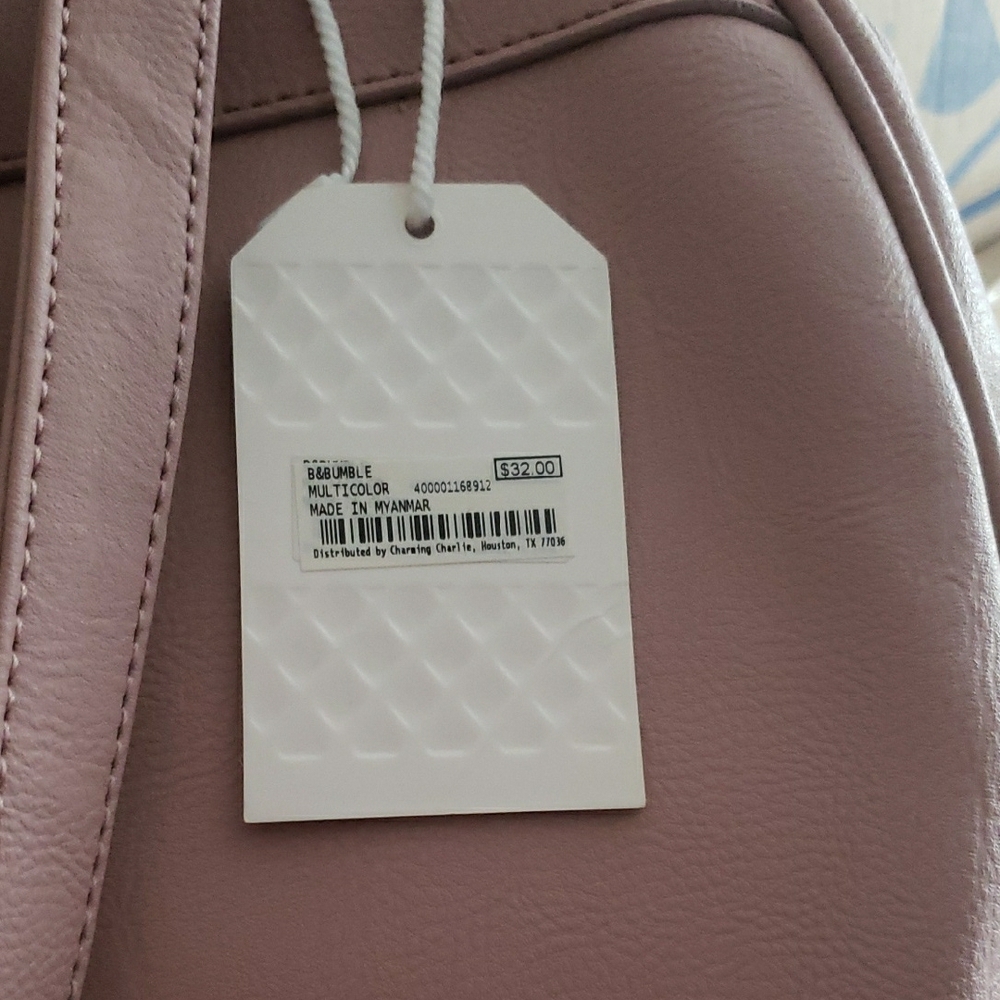 B&BUMBLE $32.00
MULTICOLOR 400001168912
MADE IN MYANMAR
Distributed by Charming Charlie, Houston, TX 77036